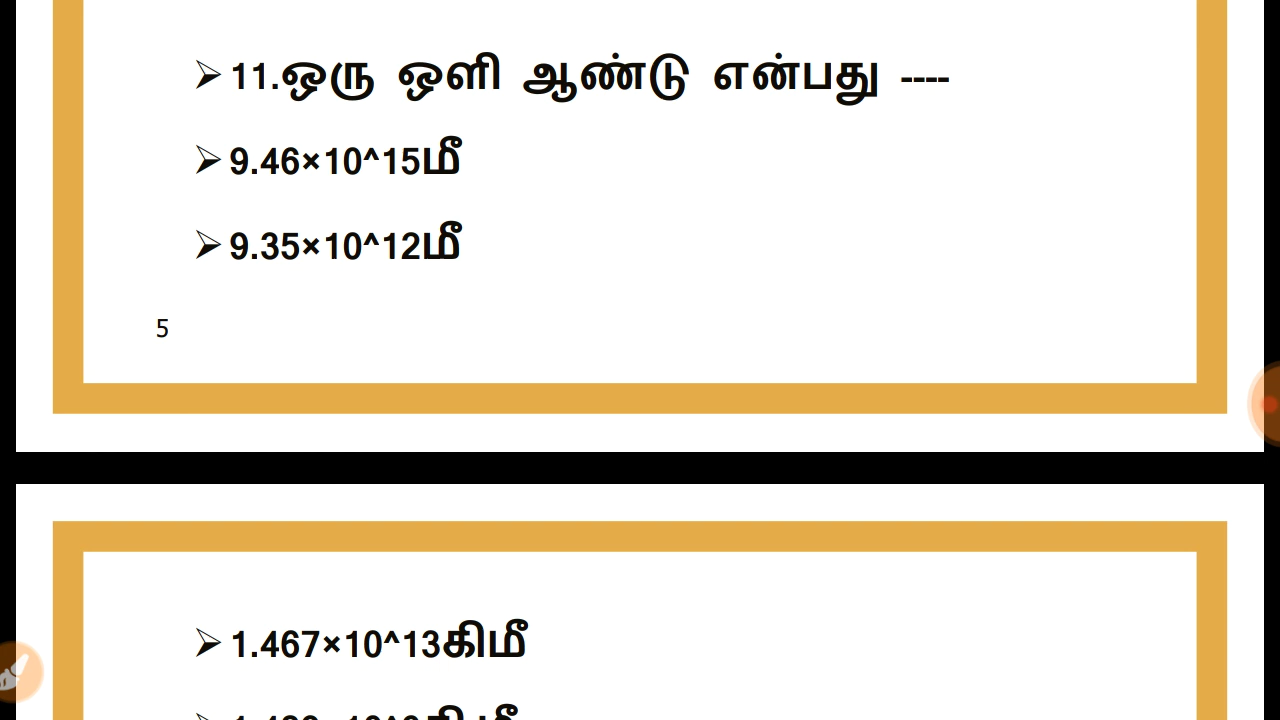 ➢ 11.ஒரு ஒளி ஆண்டு என்பது ----
➢ 9.46×10^15மீ
➢ 9.35×10^12மீ
5
➢ 1.467×10^13கிமீ